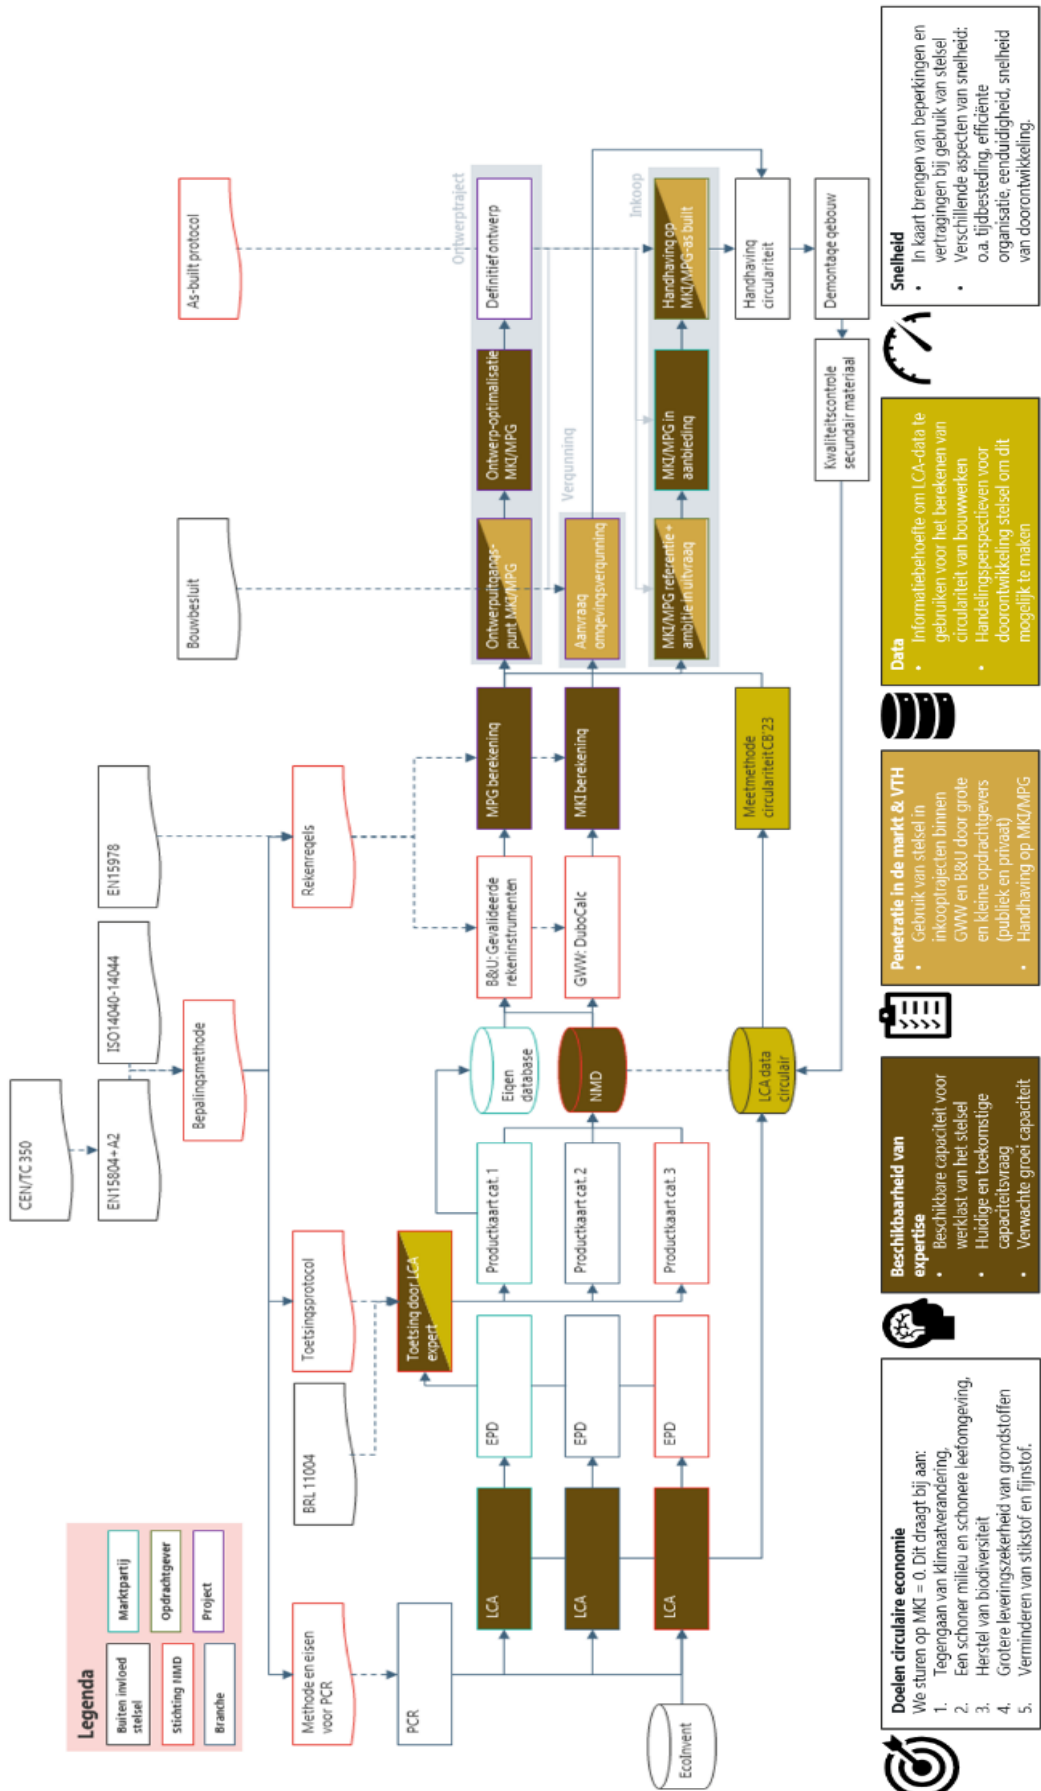 Legenda
Buiten invloed
stelsel
Marktpartij
Stichting NMD
Opdrachtgever
Branche
Project
CEN/TC 350
EN15804+A2
ISO14040-14044
EN15978
Bouwbesluit
As-built protocol
Bepalingsmethode
Methode en eisen
voor PCR
BRL 11004
Toetsingsprotocol
Rekenregels
PCR
EcoInvent
LCA
LCA
LCA
EPD
EPD
EPD
Toetsing door LCA
expert
Productkaart cat. 1
Productkaart cat. 2
Productkaart cat. 3
Eigen
database
NMD
LCA data
circulair
B&U: Gevalideerde
rekeninstrumenten
GWW: DuboCalc
MPG berekening
MKI berekening
Meetmethode
circulariteit CB'23
Ontwerptraject
Ontwerpuitgangs-
punt MKI/MPG
Ontwerp-optimalisatie
MKI/MPG
Definitief ontwerp
Vergunning
Aanvraag
omgevingsvergunning
Inkoop
MKI/MPG referentie +
ambitie in uitvraag
MKI/MPG in
aanbieding
Handhaving op
MKI/MPG-as built
Handhaving
circulariteit
Demontage gebouw
Kwaliteitscontrole
secundair materiaal
Doelen circulaire economie
We sturen op MKI = 0. Dit draagt bij aan:
1. Tegengaan van klimaatverandering,
2. Een schoner milieu en schonere leefomgeving,
3. Herstel van biodiversiteit
4. Grotere leveringszekerheid van grondstoffen
5. Verminderen van stikstof en fijnstof.
Beschikbaarheid van
expertise
• Beschikbare capaciteit voor
werklast van het stelsel
• Huidige en toekomstige
capaciteitsvraag
• Verwachte groei capaciteit
Penetratie in de markt & VTH
• Gebruik van stelsel in
inkooptrajecten binnen
GWW en B&U door grote
en kleine opdrachtgevers
(publiek en privaat)
• Handhaving op MKI/MPG
Data
• Informatiebehoefte om LCA-data te
gebruiken voor het berekenen van
circulariteit van bouwwerken
• Handelingsperspectieven voor
doorontwikkeling stelsel om dit
mogelijk te maken
Snelheid
• In kaart brengen van beperkingen en
vertragingen bij gebruik van stelsel
• Verschillende aspecten van snelheid:
o.a. tijdbesteding, efficiënte
organisatie, eenduidigheid, snelheid
van doorontwikkeling.